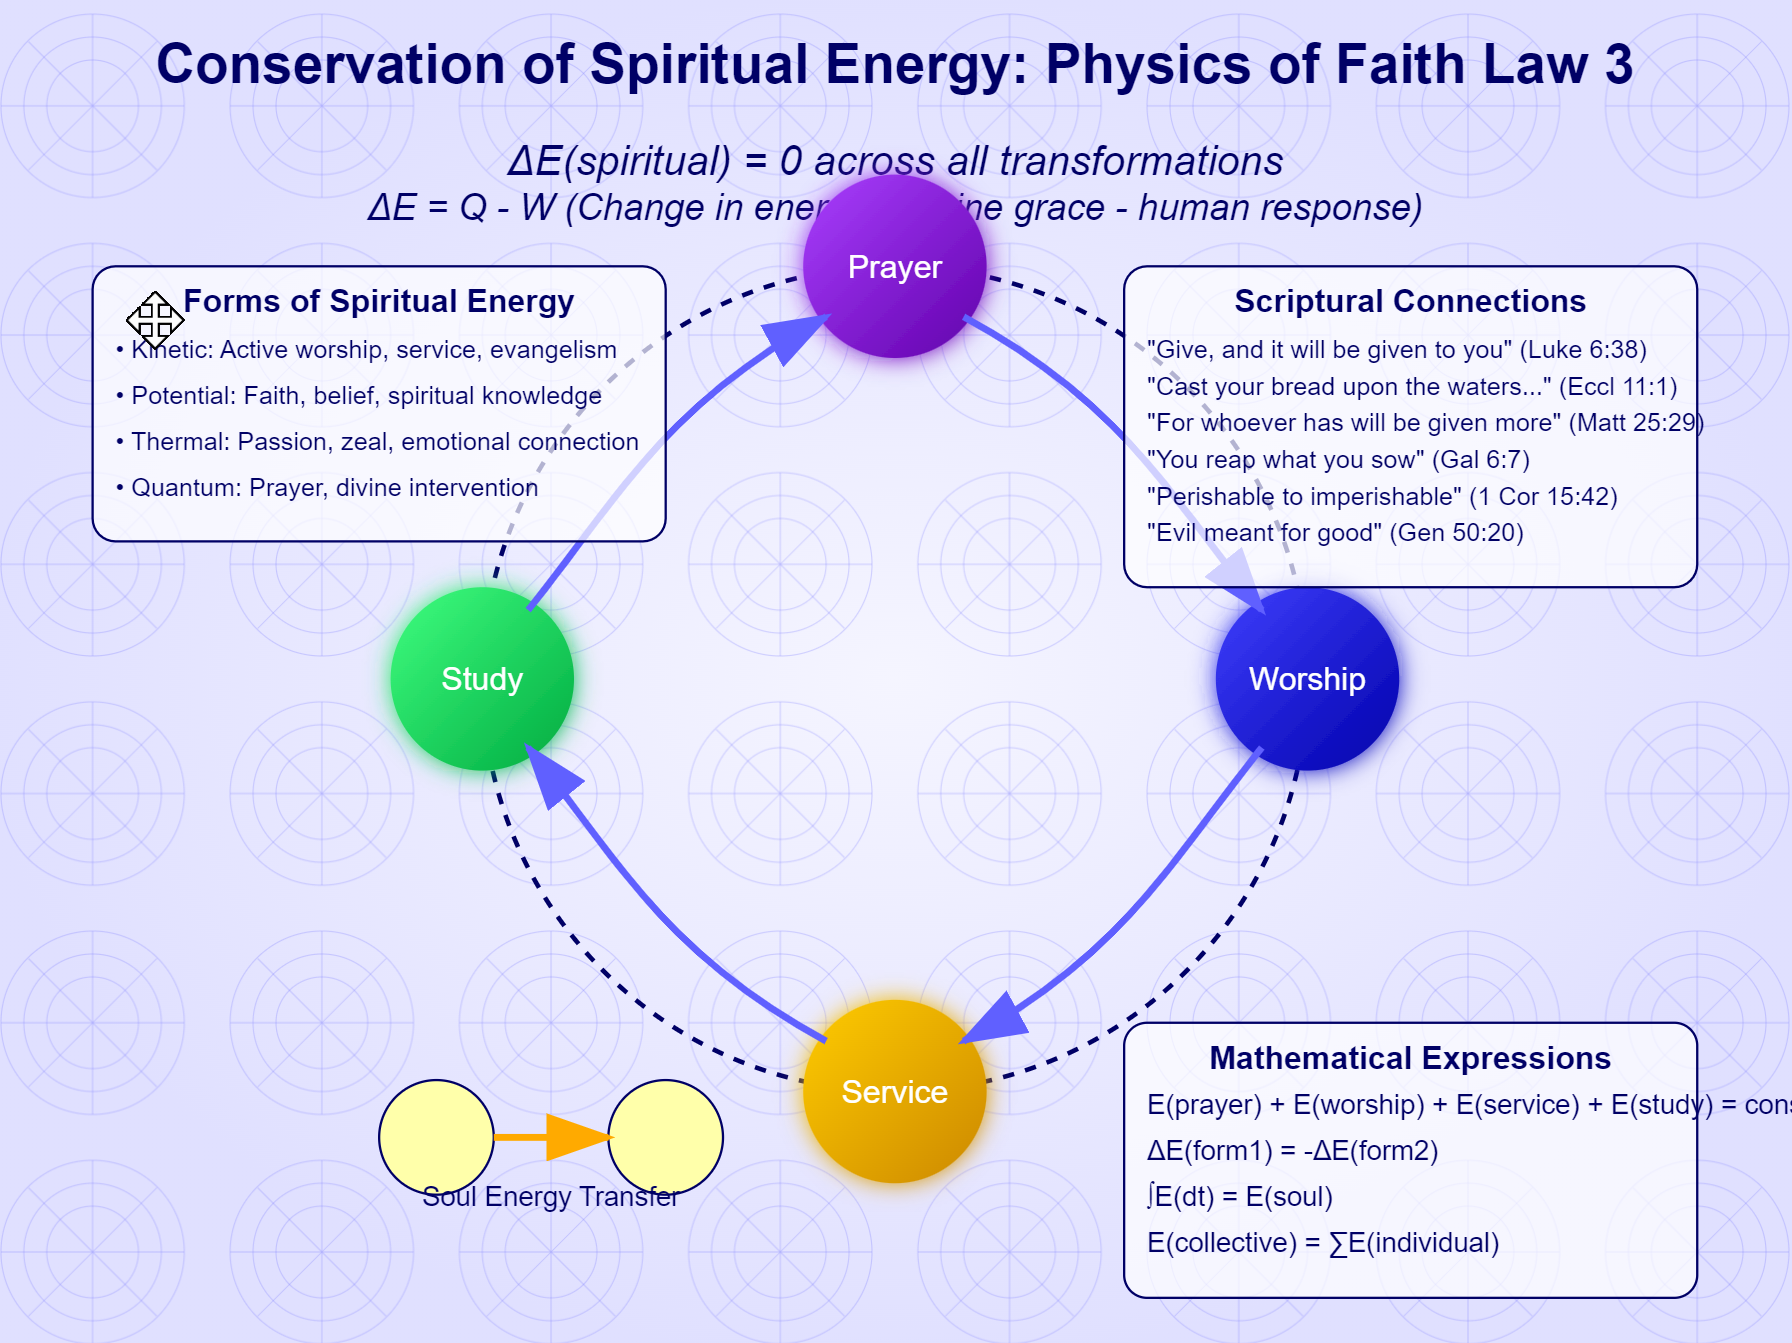 Conservation of Spiritual Energy: Physics of Faith Law 3
ΔE(spiritual) = 0 across all transformations
ΔE = Q - W (Change in ener ine grace - human response)
Prayer
Forms of Spiritual Energy
• Kinetic: Active worship, service, evangelism
• Potential: Faith, belief, spiritual knowledge
• Thermal: Passion, zeal, emotional connection
• Quantum: Prayer, divine intervention
Scriptural Connections
"Give, and it will be given to you" (Luke 6:38)
"Cast your bread upon the waters..." (Eccl 11:1)
"For whoever has will be given more" (Matt 25:29)
"You reap what you sow" (Gal 6:7)
"Perishable to imperishable" (1 Cor 15:42)
"Evil meant for good" (Gen 50:20)
Study
Worship
Service
Soul Energy Transfer
Mathematical Expressions
E(prayer) + E(worship) + E(service) + E(study) = cons
ΔE(form1) = -ΔE(form2)
∫E(dt) = E(soul)
E(collective) = ∑E(individual)